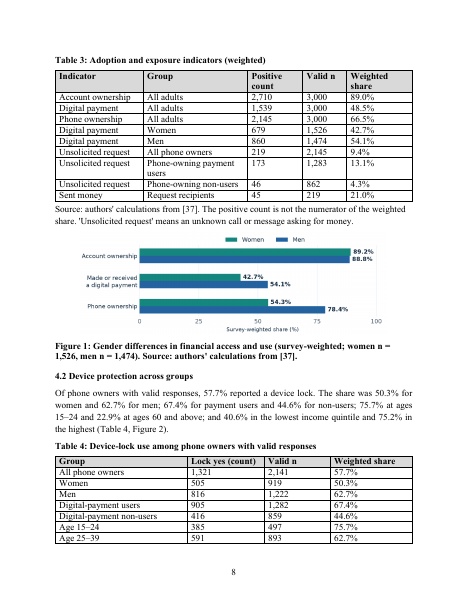 Table 3: Adoption and exposure indicators (weighted)
Indicator Group Positive count Valid n Weighted share
Account ownership All adults 2,710 3,000 89.0%
Digital payment All adults 1,539 3,000 48.5%
Phone ownership All adults 2,145 3,000 66.5%
Digital payment Women 679 1,526 42.7%
Digital payment Men 860 1,474 54.1%
Unsolicited request All phone owners 219 2,145 9.4%
Unsolicited request Phone-owning payment users 173 1,283 13.1%
Unsolicited request Phone-owning non-users 46 862 4.3%
Sent money Request recipients 45 219 21.0%
Source: authors' calculations from [37]. The positive count is not the numerator of the weighted
share. 'Unsolicited request' means an unknown call or message asking for money.
Women Men
Account ownership 89.2% 88.8%
Made or received a digital payment 42.7% 54.1%
Phone ownership 54.3% 78.4%
0 25 50 75 100
Survey-weighted share (%)
Figure 1: Gender differences in financial access and use (survey-weighted; women n =
1,526, men n = 1,474). Source: authors' calculations from [37].
4.2 Device protection across groups
Of phone owners with valid responses, 57.7% reported a device lock. The share was 50.3% for
women and 62.7% for men; 67.4% for payment users and 44.6% for non-users; 75.7% at ages
15–24 and 22.9% at ages 60 and above; and 40.6% in the lowest income quintile and 75.2% in
the highest (Table 4, Figure 2).
Table 4: Device-lock use among phone owners with valid responses
Group Lock yes (count) Valid n Weighted share
All phone owners 1,321 2,141 57.7%
Women 505 919 50.3%
Men 816 1,222 62.7%
Digital-payment users 905 1,282 67.4%
Digital-payment non-users 416 859 44.6%
Age 15–24 385 497 75.7%
Age 25–39 591 893 62.7%
8